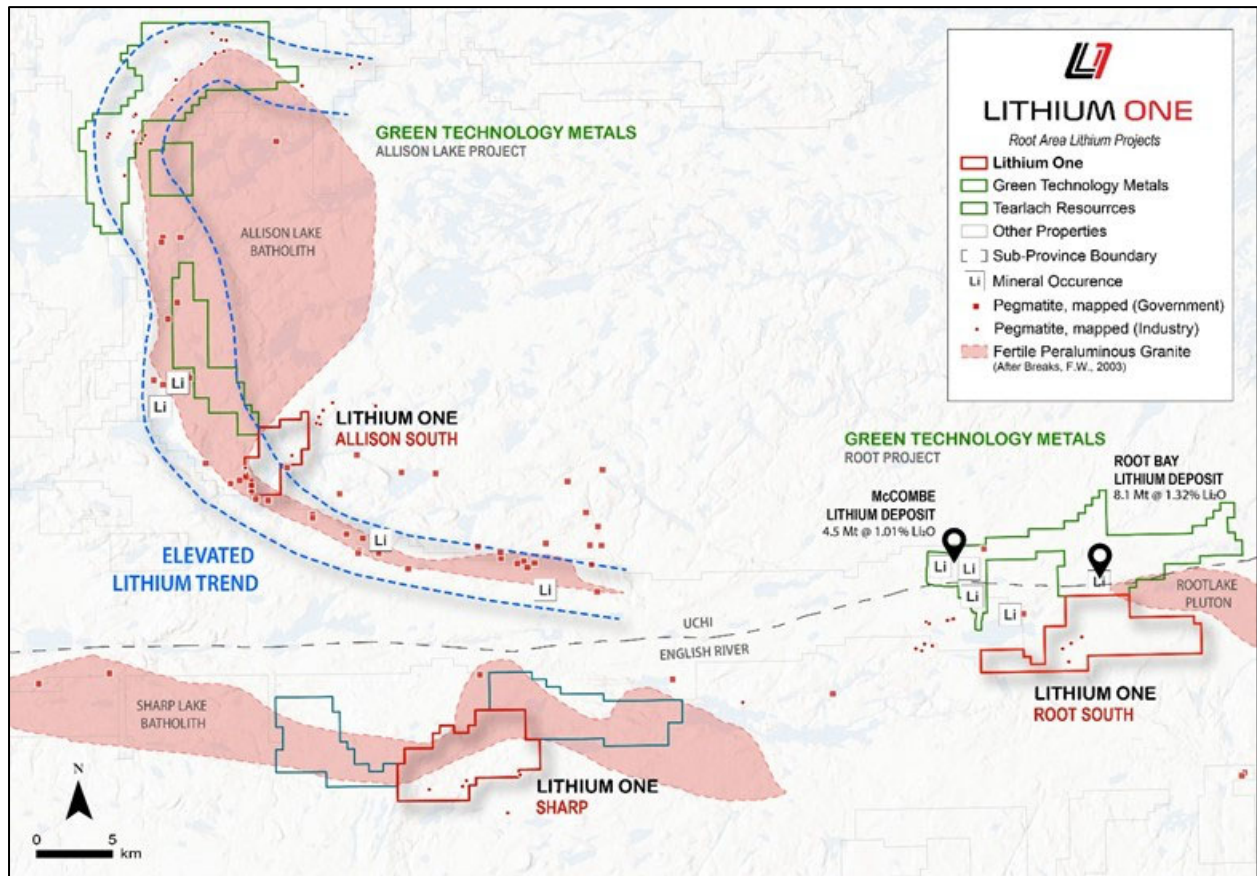 LITHIUM ONE
Root Area Lithium Projects
Lithium One
Green Technology Metals
Tearlach Resourrces
Other Properties
Sub-Province Boundary
Li
Mineral Occurence
Pegmatite, mapped (Government)
Pegmatite, mapped (Industry)
Fertile Peraluminous Granite
(After Breaks, F.W., 2003)
GREEN TECHNOLOGY METALS
ALLISON LAKE PROJECT
ALLISON LAKE
BATHOLITH
Li
Li
LITHIUM ONE
ALLISON SOUTH
ELEVATED
LITHIUM TREND
Li
Li
GREEN TECHNOLOGY METALS
ROOT PROJECT
McCOMBE
LITHIUM DEPOSIT
4.5 Mt @ 1.01% Li₂O
ROOT BAY
LITHIUM DEPOSIT
8.1 Mt @ 1.32% Li₂O
Li
Li
Li
Li
Li
ROOTLAKE
PLUTON
UCHI
ENGLISH RIVER
LITHIUM ONE
ROOT SOUTH
SHARP LAKE
BATHOLITH
LITHIUM ONE
SHARP
N
0 5
km